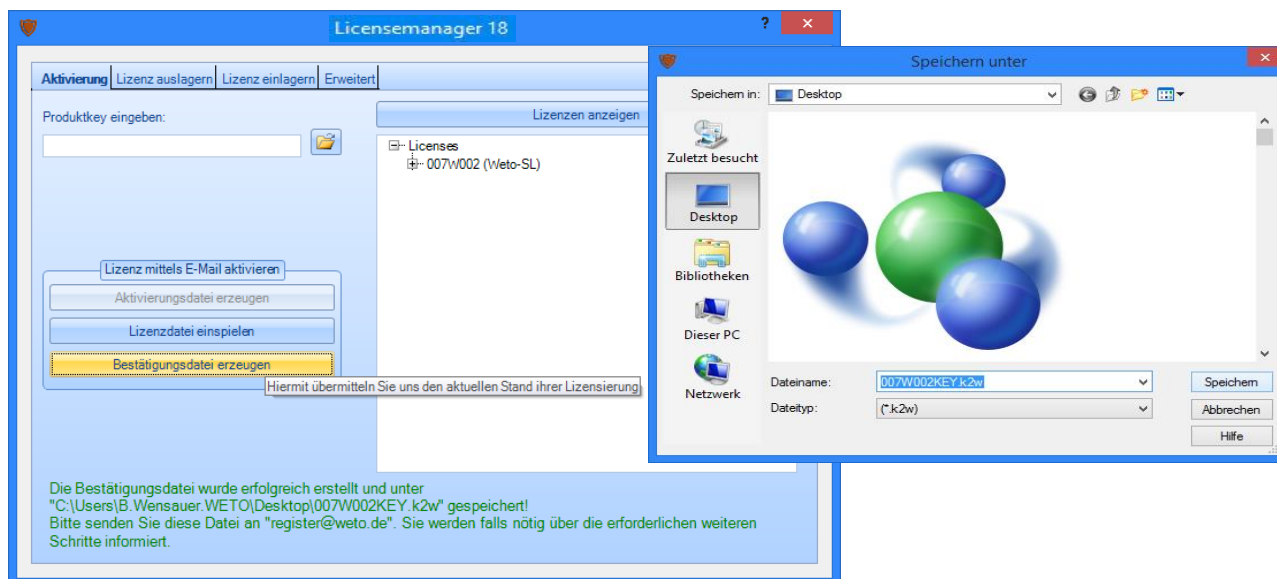 Licensemanager 18
?
Aktivierung Lizenz auslagern Lizenz einlagern Erweitert
Produktkey eingeben:
Lizenzen anzeigen
Licenses
007W002 (Weto-SL)
Lizenz mittels E-Mail aktivieren
Aktivierungsdatei erzeugen
Lizenzdatei einspielen
Bestätigungsdatei erzeugen
Hiermit übermitteln Sie uns den aktuellen Stand ihrer Lizensierung
Die Bestätigungsdatei wurde erfolgreich erstellt und unter
"C:\Users\B.Wensauer.WETO\Desktop\007W002KEY.k2w" gespeichert!
Bitte senden Sie diese Datei an "register@weto.de". Sie werden falls nötig über die erforderlichen weiteren
Schritte informiert.
Speichern unter
Speichern in: Desktop
Zuletzt besucht
Desktop
Bibliotheken
Dieser PC
Netzwerk
Dateiname: 007W002KEY.k2w Speichern
Dateityp: (*.k2w) Abbrechen
Hilfe